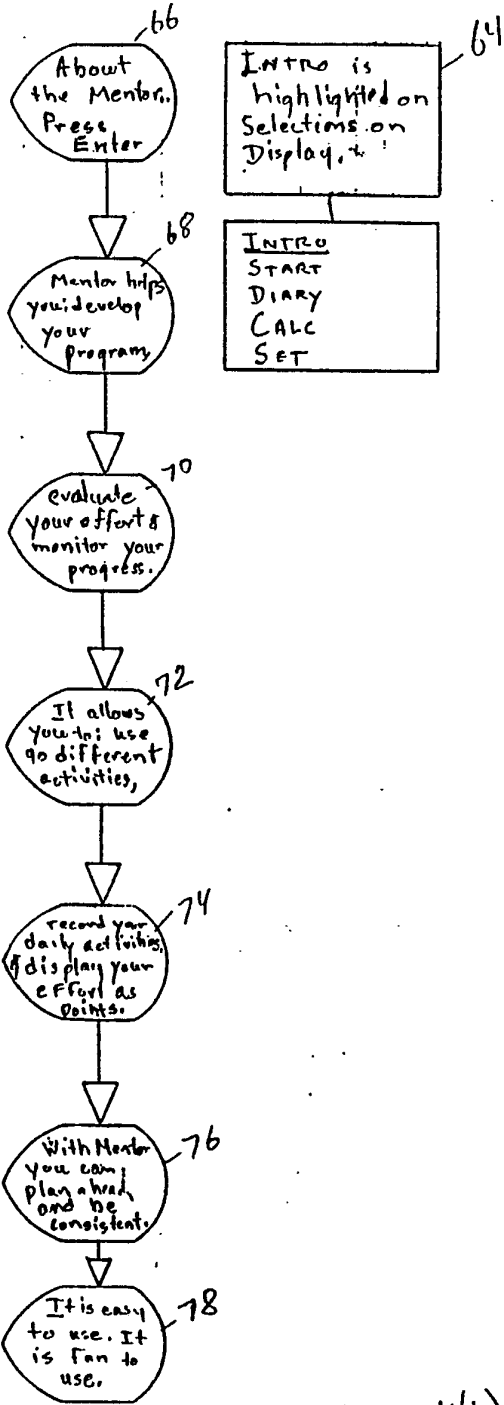 66
About
the Mentor..
Press
Enter
64
INTRO is
highlighted on
Selections on
Display.
68
Mentor helps
you: develop
your
program,
INTRO
START
DIARY
CALC
SET
70
evaluate
your effort &
monitor your
progress.
72
It allows
you to: use
90 different
activities,
74
record your
daily activities,
& display your
effort as
points.
76
With Mentor
you can;
plan ahead,
and be
consistent.
78
It is easy
to use. It
is Fun to
use.